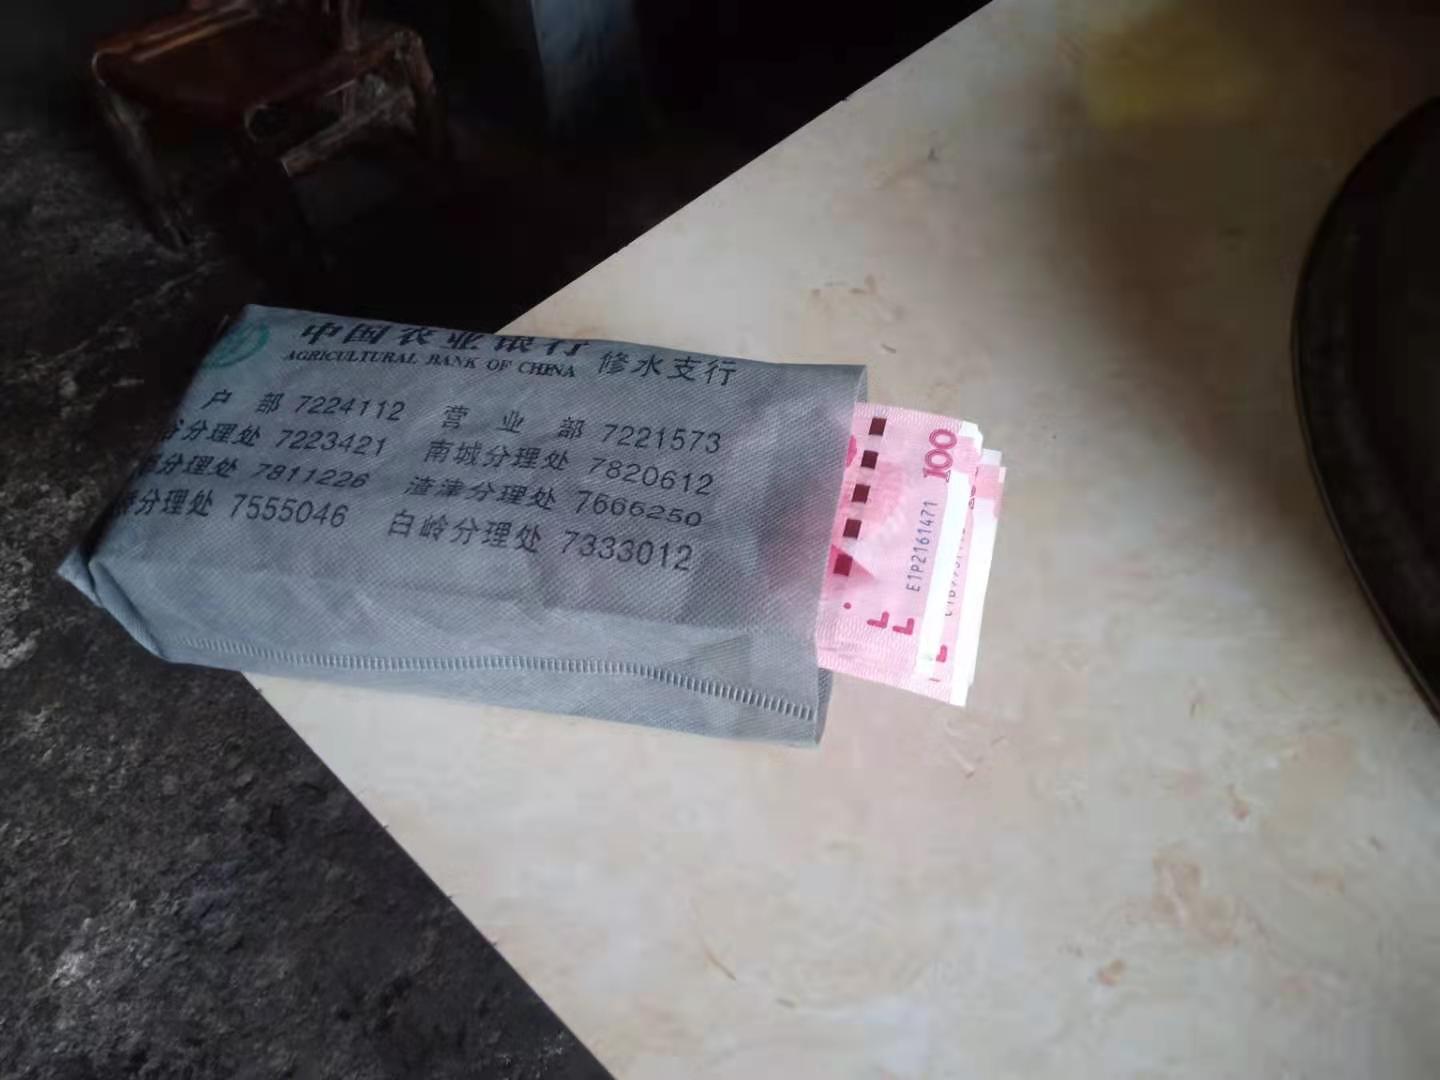 中国农业银行 修水支行
AGRICULTURAL BANK OF CHINA
户 部 7224112 营 业 部 7221573
分理处 7223421 南城分理处 7820612
分理处 7811226 渣津分理处 7666250
分理处 7555046 白岭分理处 7333012
100
E1P2161471